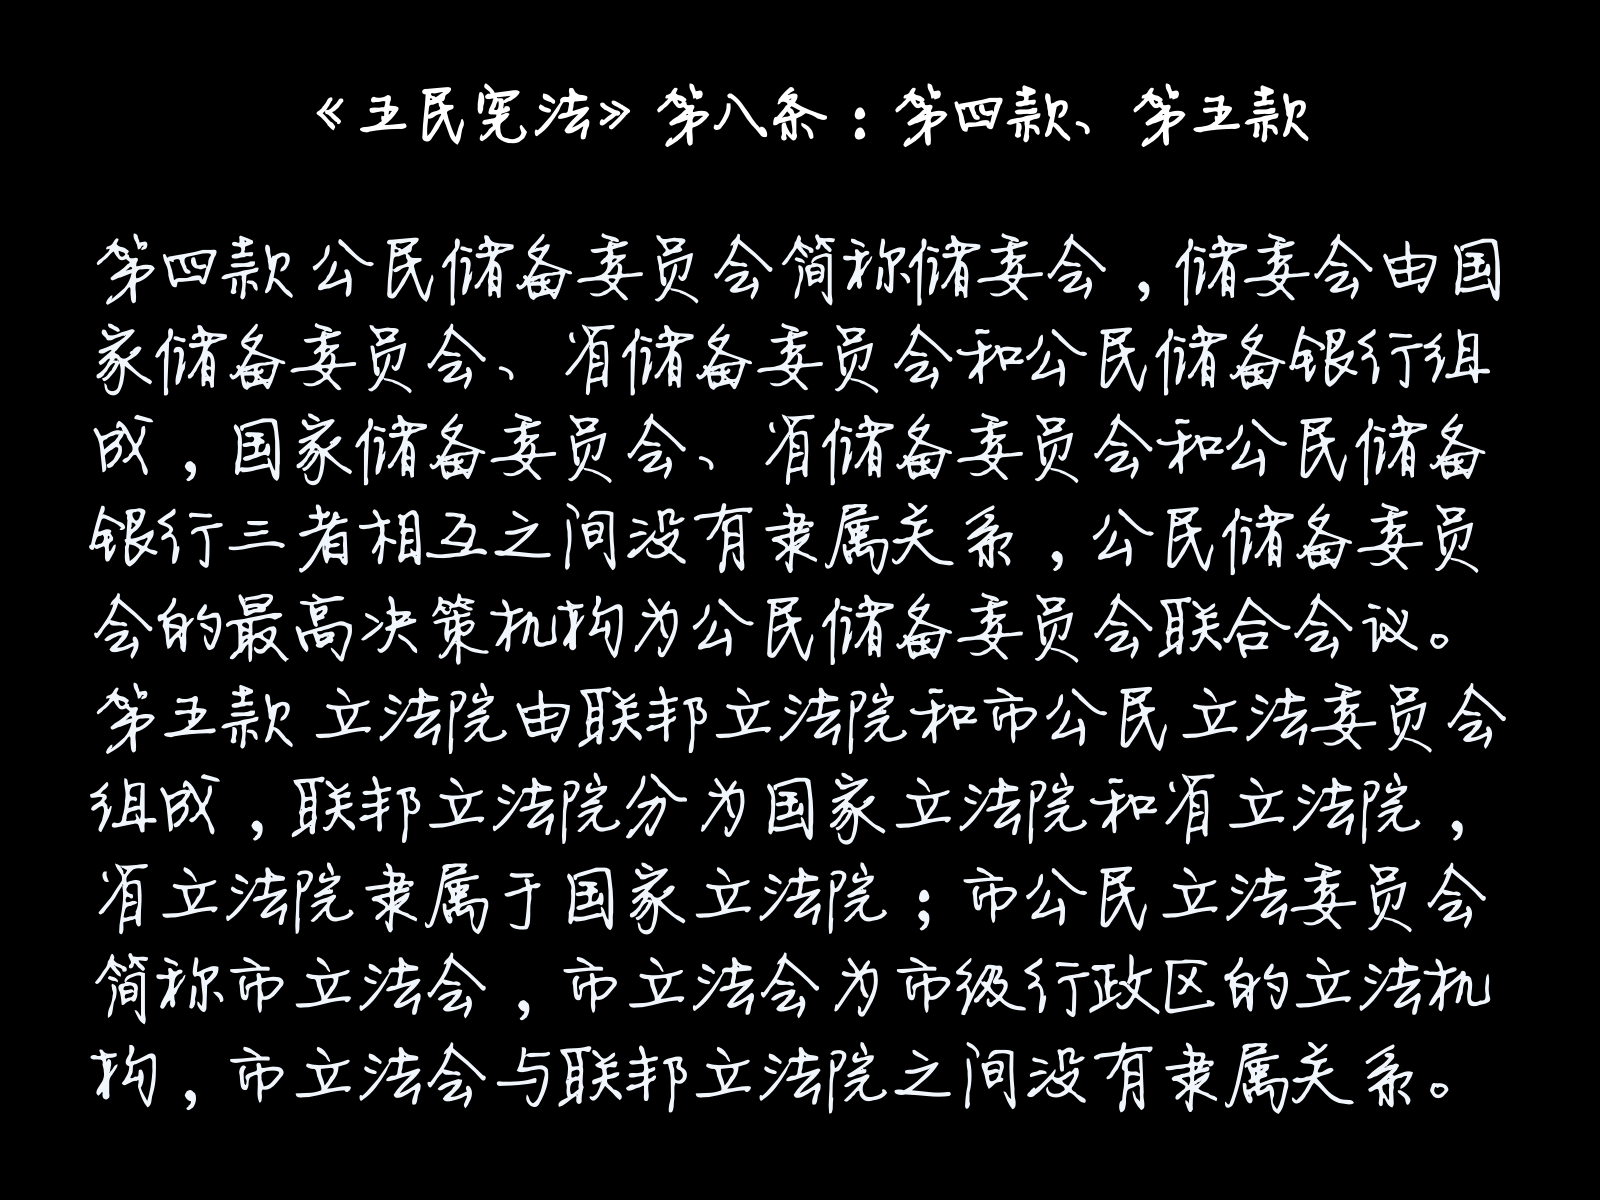 《王民宪法》第八条：第四款、第五款
第四款 公民储备委员会简称储委会，储委会由国
家储备委员会、省储备委员会和公民储备银行组
成，国家储备委员会、省储备委员会和公民储备
银行三者相互之间没有隶属关系，公民储备委员
会的最高决策机构为公民储备委员会联合会议。
第五款 立法院由联邦立法院和市公民立法委员会
组成，联邦立法院分为国家立法院和省立法院，
省立法院隶属于国家立法院；市公民立法委员会
简称市立法会，市立法会为市级行政区的立法机
构，市立法会与联邦立法院之间没有隶属关系。